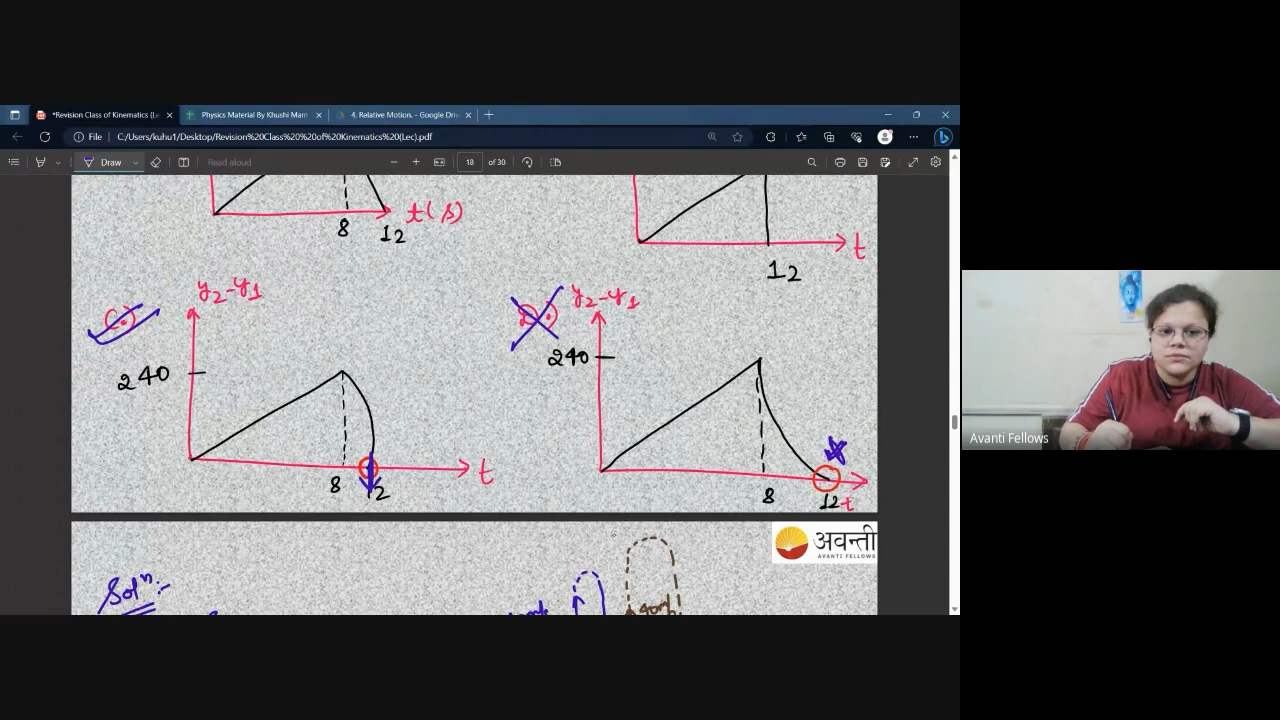 *Revision Class of Kinematics (Le
Physics Material By Khushi Mam
4. Relative Motion. - Google Driv
File
C:/Users/kuhu1/Desktop/Revision%20Class%20%20of%20Kinematics%20(Lec).pdf
Draw
Read aloud
18 of 30
8
12
t(s)
12
t
(C.)
y₂-y₁
240
8
12
t
(D.)
y₂-y₁
240
8
12
t
अवन्ती
AVANTI FELLOWS
Solⁿ:-
Avanti Fellows